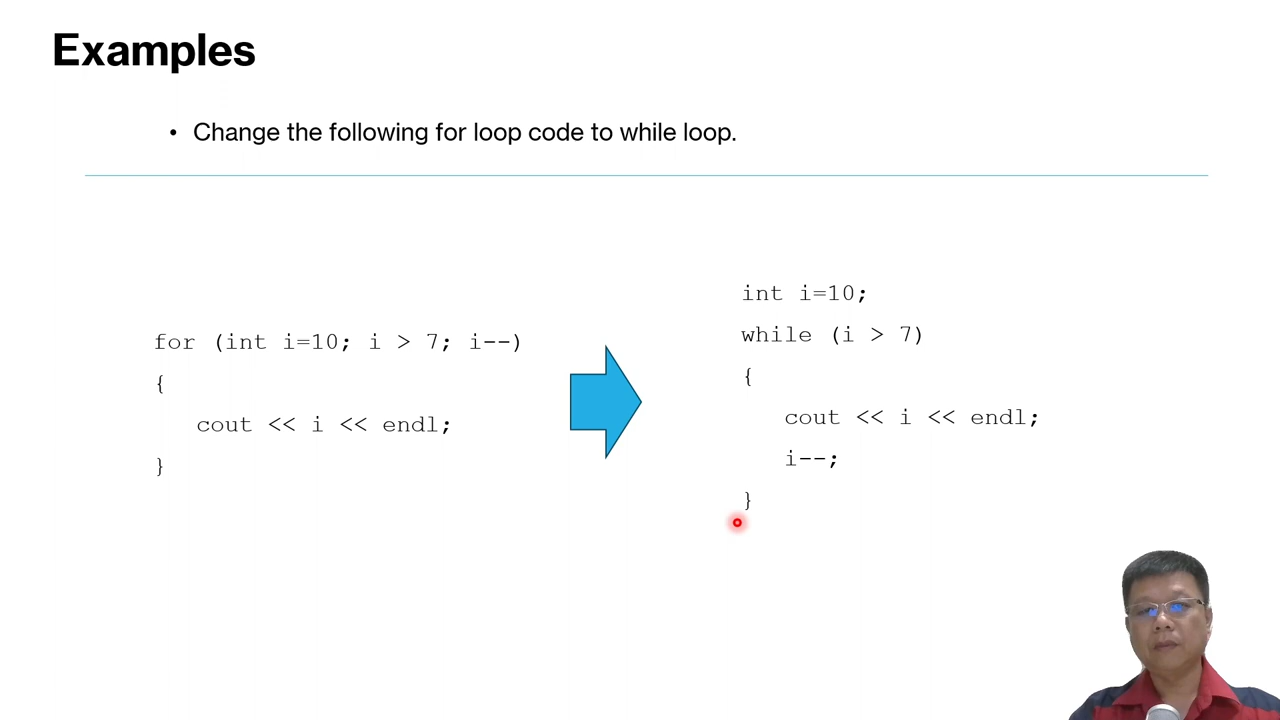 Examples
• Change the following for loop code to while loop.
for (int i=10; i > 7; i--)
{
cout << i << endl;
}
int i=10;
while (i > 7)
{
cout << i << endl;
i--;
}